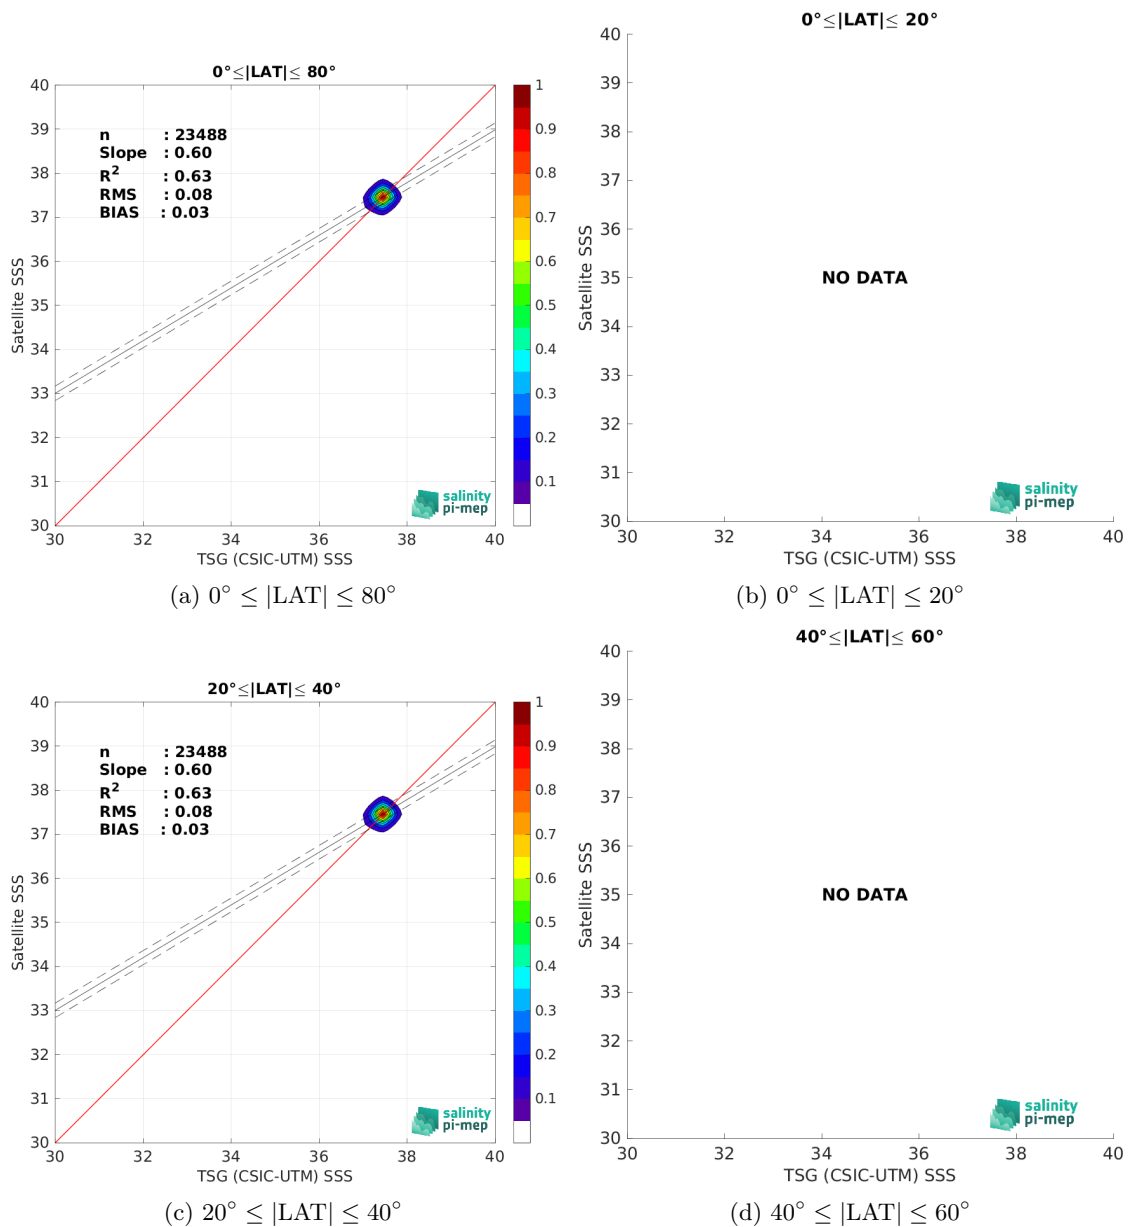 0°≤|LAT|≤ 80°
40
39
38
37
36
35
34
33
32
31
30
Satellite SSS
n : 23488
Slope : 0.60
R² : 0.63
RMS : 0.08
BIAS : 0.03
salinity
pi-mep
30 32 34 36 38 40
TSG (CSIC-UTM) SSS
1
0.9
0.8
0.7
0.6
0.5
0.4
0.3
0.2
0.1
(a) 0° ≤ |LAT| ≤ 80°
0°≤|LAT|≤ 20°
40
39
38
37
36
35
34
33
32
31
30
Satellite SSS
NO DATA
salinity
pi-mep
30 32 34 36 38 40
TSG (CSIC-UTM) SSS
(b) 0° ≤ |LAT| ≤ 20°
20°≤|LAT|≤ 40°
40
39
38
37
36
35
34
33
32
31
30
Satellite SSS
n : 23488
Slope : 0.60
R² : 0.63
RMS : 0.08
BIAS : 0.03
salinity
pi-mep
30 32 34 36 38 40
TSG (CSIC-UTM) SSS
1
0.9
0.8
0.7
0.6
0.5
0.4
0.3
0.2
0.1
(c) 20° ≤ |LAT| ≤ 40°
40°≤|LAT|≤ 60°
40
39
38
37
36
35
34
33
32
31
30
Satellite SSS
NO DATA
salinity
pi-mep
30 32 34 36 38 40
TSG (CSIC-UTM) SSS
(d) 40° ≤ |LAT| ≤ 60°